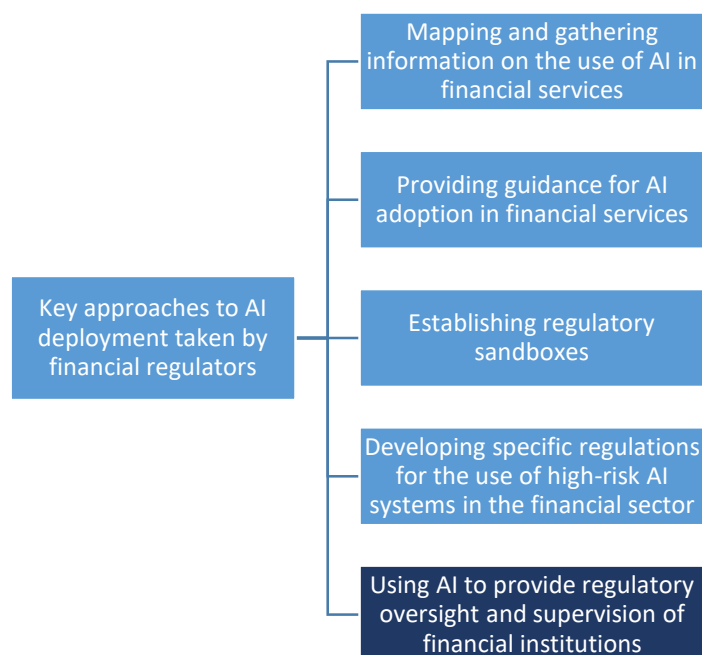 Mapping and gathering
information on the use of AI in
financial services
Providing guidance for AI
adoption in financial services
Key approaches to AI
deployment taken by
financial regulators
Establishing regulatory
sandboxes
Developing specific regulations
for the use of high-risk AI
systems in the financial sector
Using AI to provide regulatory
oversight and supervision of
financial institutions